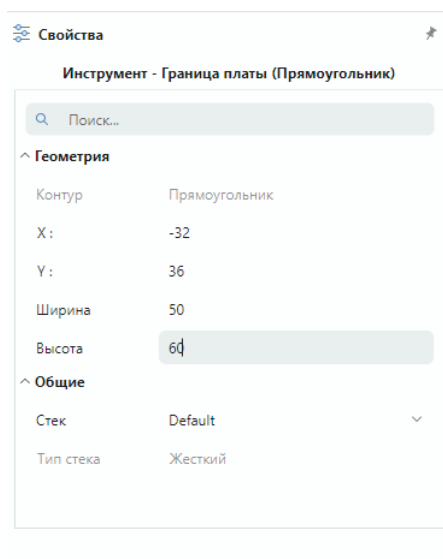 Свойства
Инструмент - Граница платы (Прямоугольник)
Поиск...
Геометрия
Контур Прямоугольник
X : -32
Y : 36
Ширина 50
Высота 60
Общие
Стек Default
Тип стека Жесткий